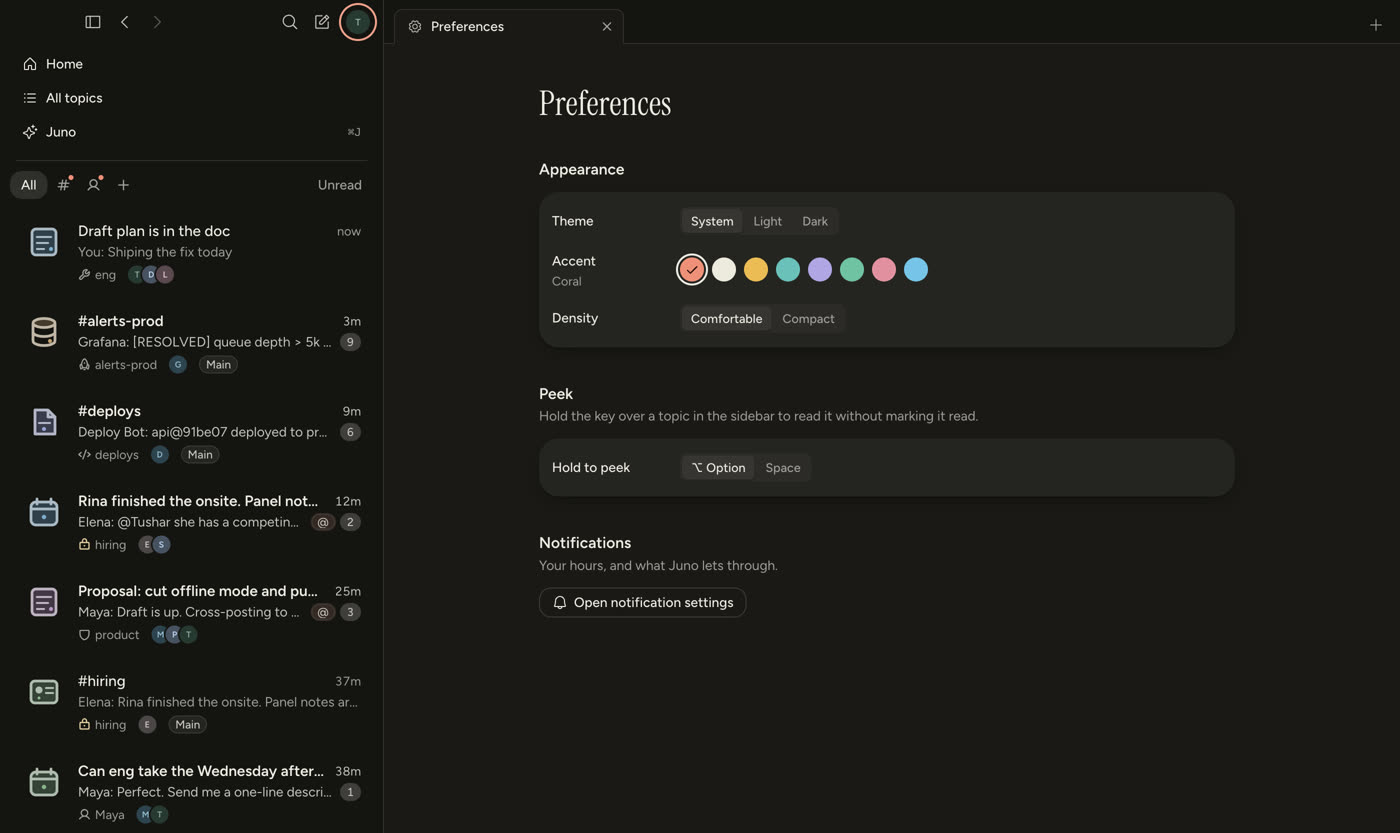 T
Preferences
Home
All topics
Juno ⌘J
All Unread
Draft plan is in the doc now
You: Shiping the fix today
eng T D L
#alerts-prod 3m
Grafana: [RESOLVED] queue depth > 5k ... 9
alerts-prod G Main
#deploys 9m
Deploy Bot: api@91be07 deployed to pr... 6
deploys D Main
Rina finished the onsite. Panel not... 12m
Elena: @Tushar she has a competin... @ 2
hiring E S
Proposal: cut offline mode and pu... 25m
Maya: Draft is up. Cross-posting to ... @ 3
product M P T
#hiring 37m
Elena: Rina finished the onsite. Panel notes ar...
hiring E Main
Can eng take the Wednesday after... 38m
Maya: Perfect. Send me a one-line descri... 1
Maya M T
Preferences
Appearance
Theme System Light Dark
Accent
Coral
Density Comfortable Compact
Peek
Hold the key over a topic in the sidebar to read it without marking it read.
Hold to peek ⌥ Option Space
Notifications
Your hours, and what Juno lets through.
Open notification settings